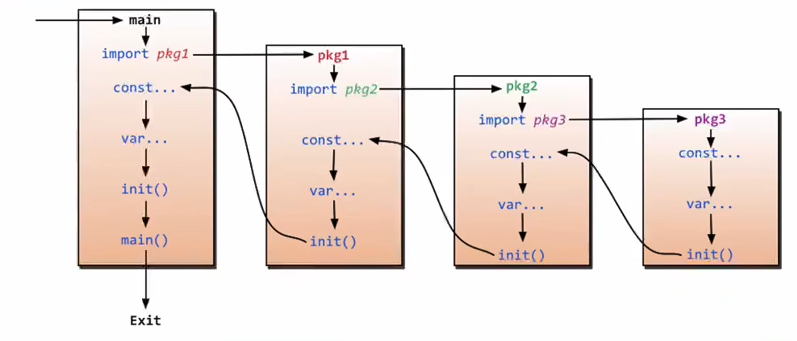 main
import pkg1
const...
var...
init()
main()
Exit
pkg1
import pkg2
const...
var...
init()
pkg2
import pkg3
const...
var...
init()
pkg3
const...
var...
init()